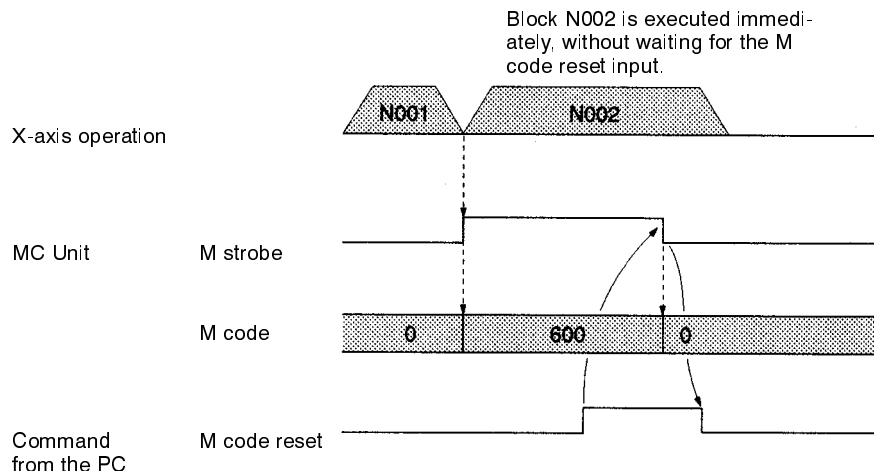 Block N002 is executed immedi-
ately, without waiting for the M
code reset input.
N001
N002
X-axis operation
MC Unit
M strobe
M code
0
600
0
Command
from the PC
M code reset